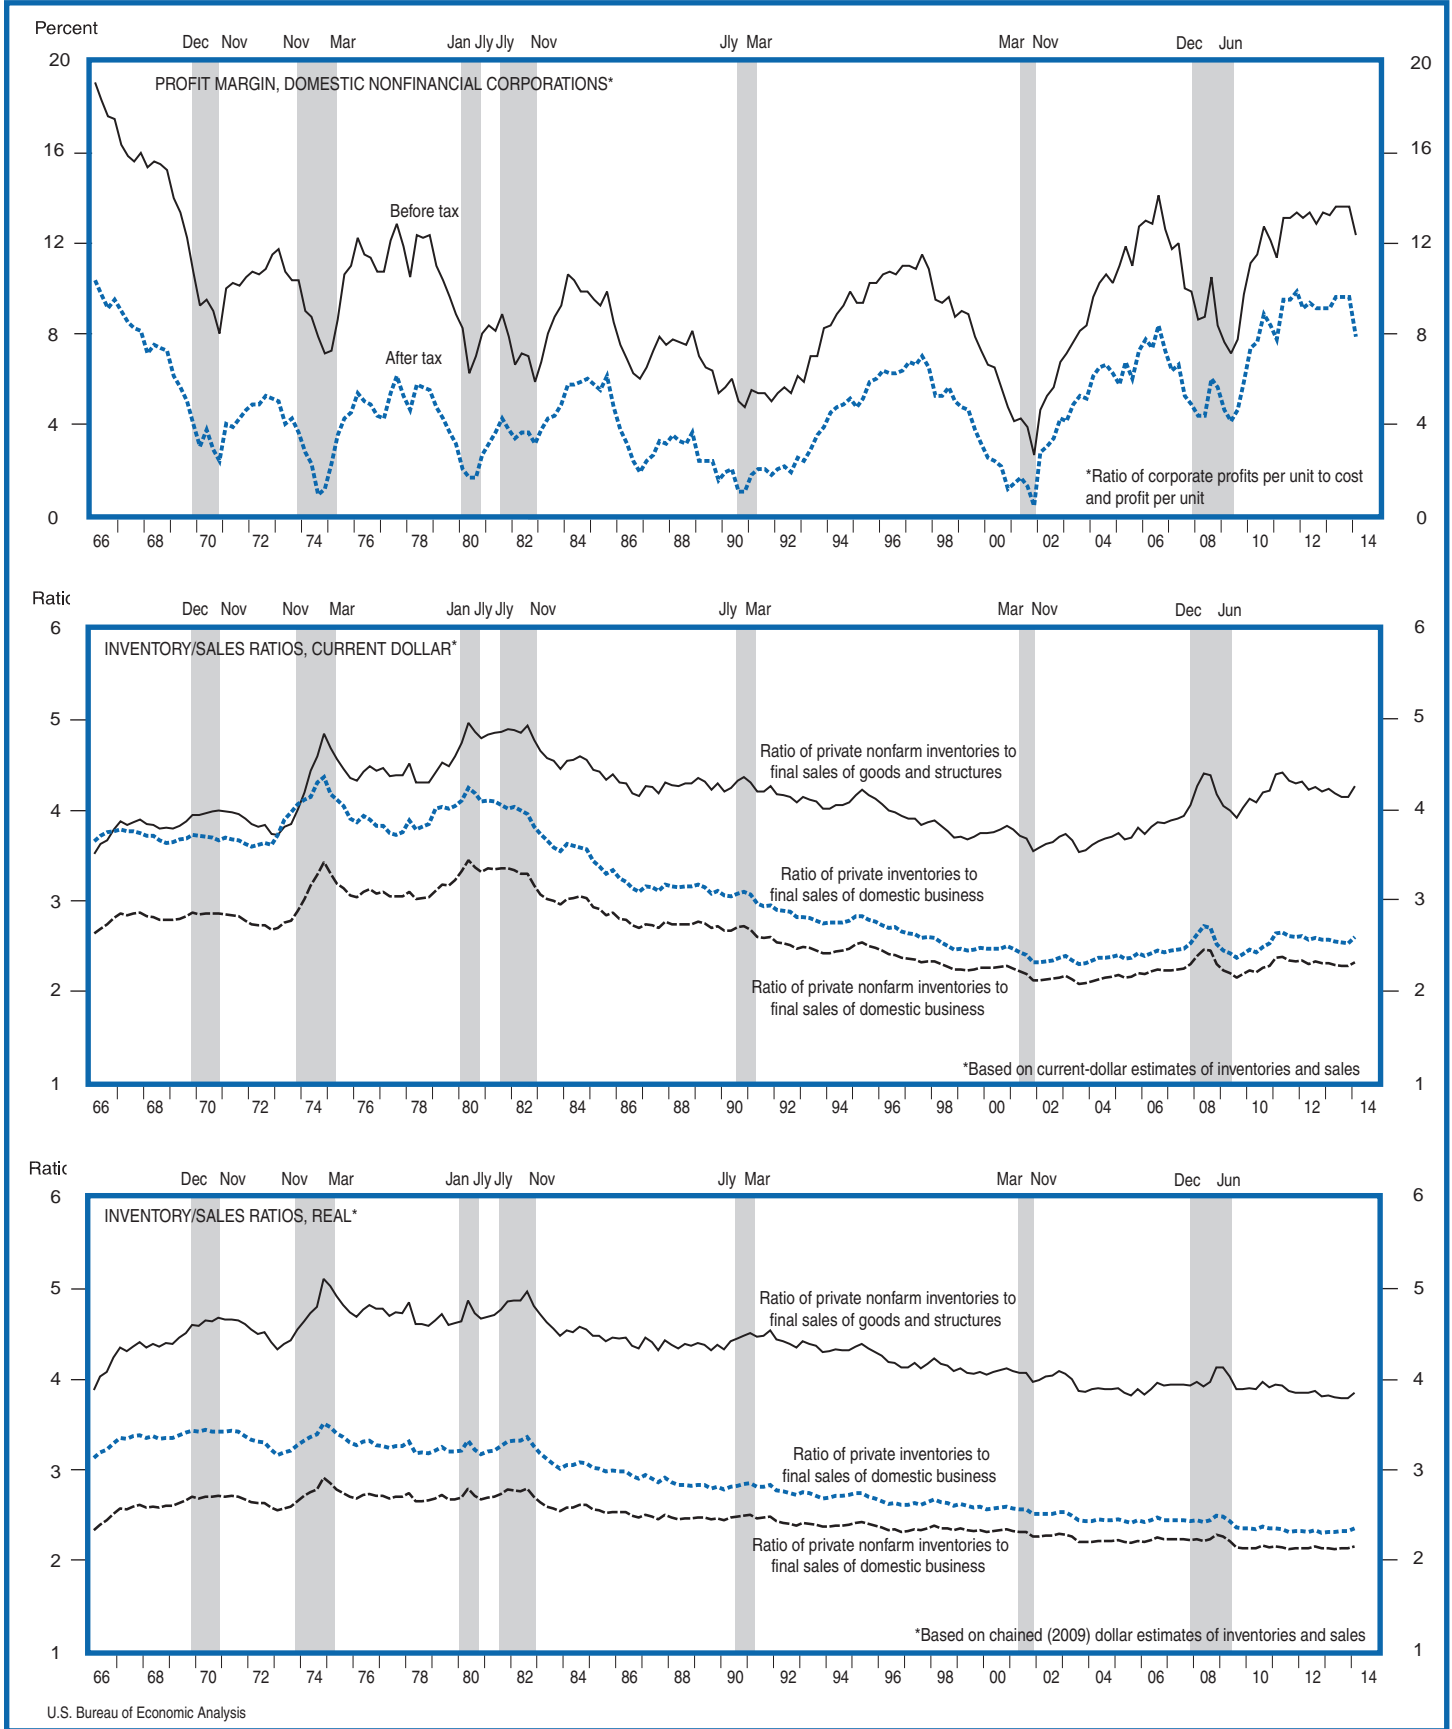 Percent
Dec Nov Nov Mar Jan Jly Jly Nov Jly Mar Mar Nov Dec Jun
PROFIT MARGIN, DOMESTIC NONFINANCIAL CORPORATIONS*
20 20
16 16
Before tax
12 12
8 8
After tax
4 4
*Ratio of corporate profits per unit to cost
and profit per unit
0 0
66 68 70 72 74 76 78 80 82 84 86 88 90 92 94 96 98 00 02 04 06 08 10 12 14
Ratio
Dec Nov Nov Mar Jan Jly Jly Nov Jly Mar Mar Nov Dec Jun
6 6
INVENTORY/SALES RATIOS, CURRENT DOLLAR*
5 5
Ratio of private nonfarm inventories to
final sales of goods and structures
4 4
Ratio of private inventories to
final sales of domestic business
3 3
Ratio of private nonfarm inventories to
final sales of domestic business
2 2
*Based on current-dollar estimates of inventories and sales
1 1
66 68 70 72 74 76 78 80 82 84 86 88 90 92 94 96 98 00 02 04 06 08 10 12 14
Ratio
Dec Nov Nov Mar Jan Jly Jly Nov Jly Mar Mar Nov Dec Jun
6 6
INVENTORY/SALES RATIOS, REAL*
5 5
Ratio of private nonfarm inventories to
final sales of goods and structures
4 4
Ratio of private inventories to
final sales of domestic business
3 3
Ratio of private nonfarm inventories to
final sales of domestic business
2 2
*Based on chained (2009) dollar estimates of inventories and sales
1 1
66 68 70 72 74 76 78 80 82 84 86 88 90 92 94 96 98 00 02 04 06 08 10 12 14
U.S. Bureau of Economic Analysis